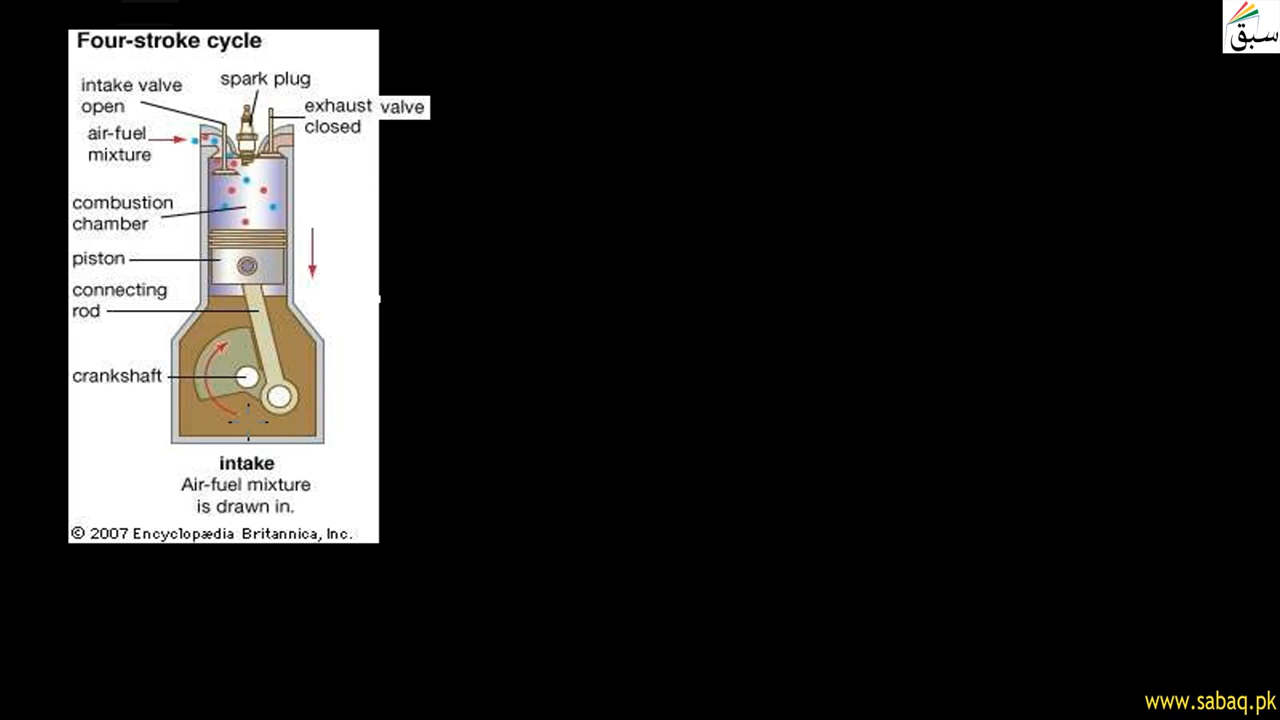 Four-stroke cycle
spark plug
intake valve
open
exhaust valve
closed
air-fuel
mixture
combustion
chamber
piston
connecting
rod
crankshaft
intake
Air-fuel mixture
is drawn in.
© 2007 Encyclopædia Britannica, Inc.
سبق
www.sabaq.pk